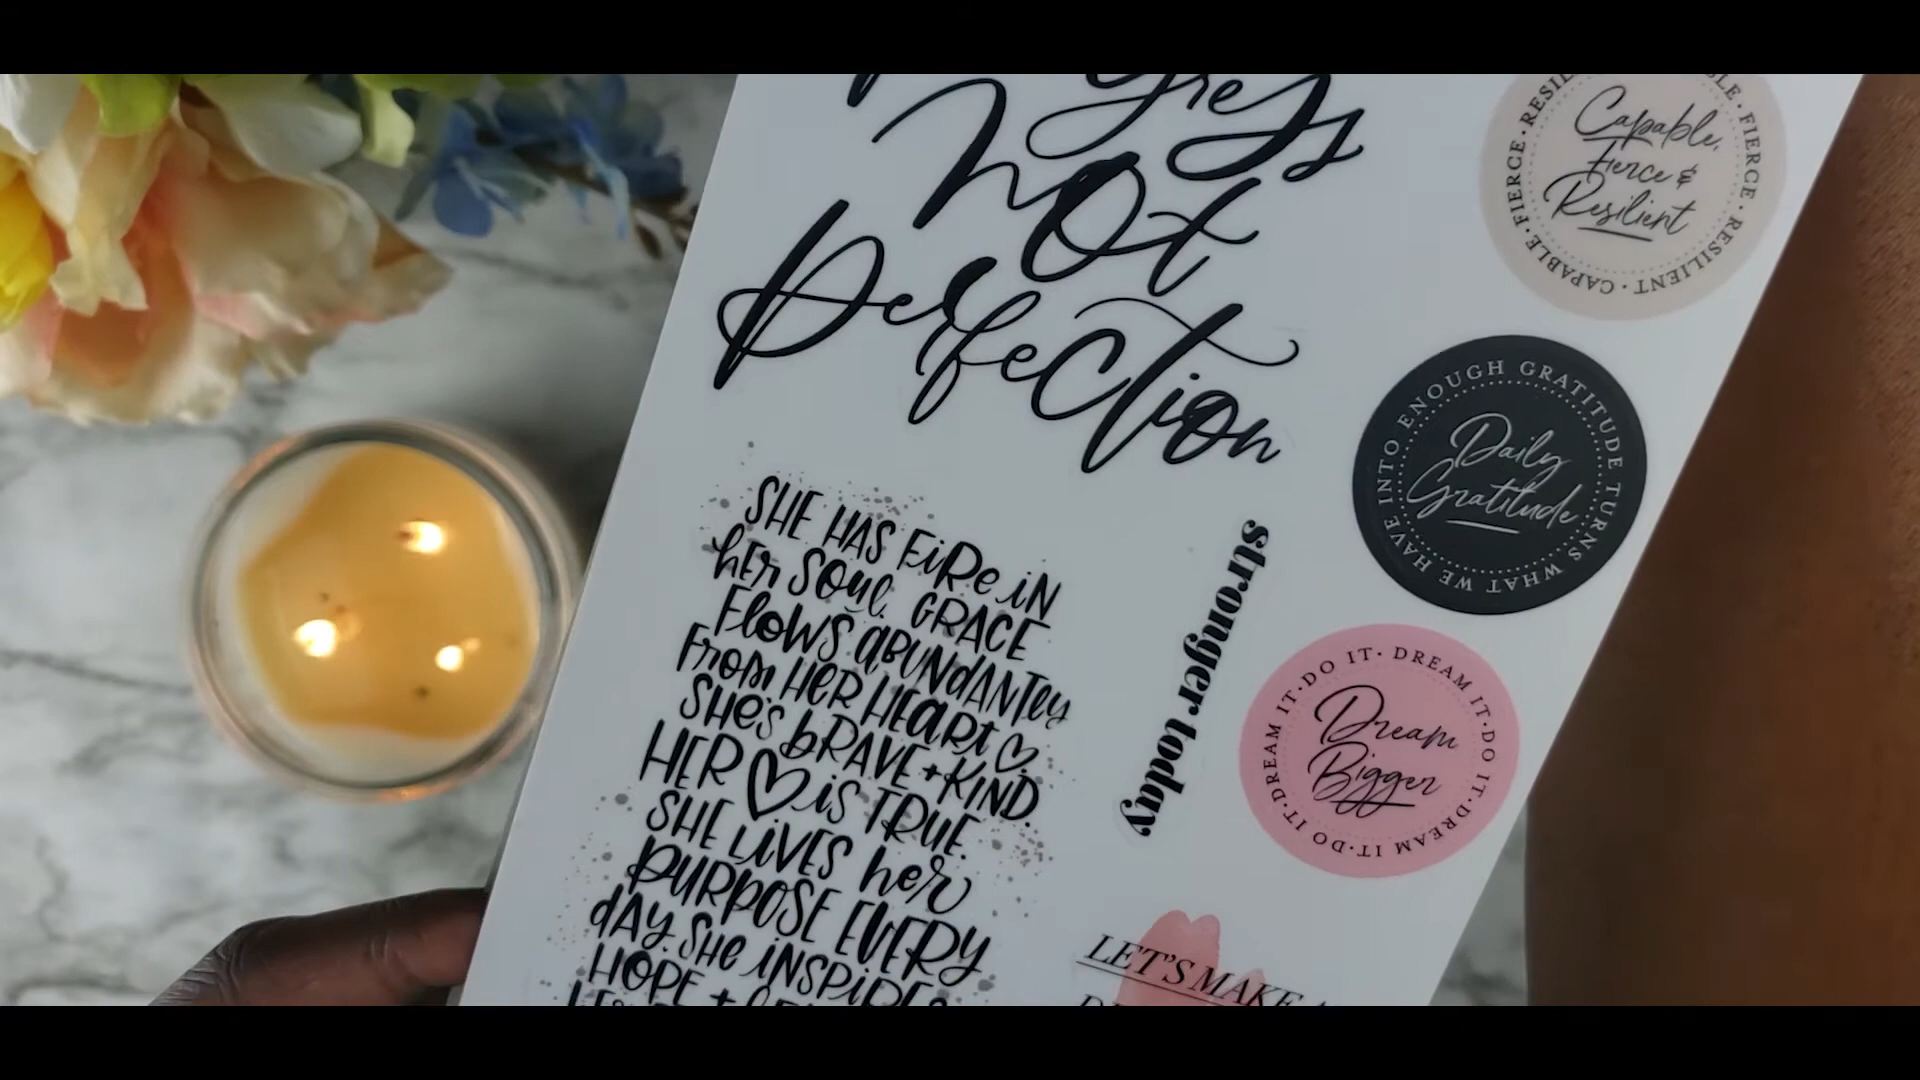 not
Perfection
SHE HAS FiRe iN
her Soul. GRACE
Flows abundantly
From HER HEART
SHe's bRAVE + KIND.
HER is TRUE.
SHE LIVES her
PURPOSE EVERY
dAY. SHe iNSPiRES
HOPE +
stronger today
Capable,
Fierce &
Resilient
FIERCE · RESILIENT · CAPABLE · FIERCE
Daily
Gratitude
GRATITUDE TURNS WHAT WE HAVE INTO ENOUGH
Dream
Bigger
DREAM IT · DO IT · DREAM IT · DO IT · DREAM IT · DO IT ·
LET'S MAKE